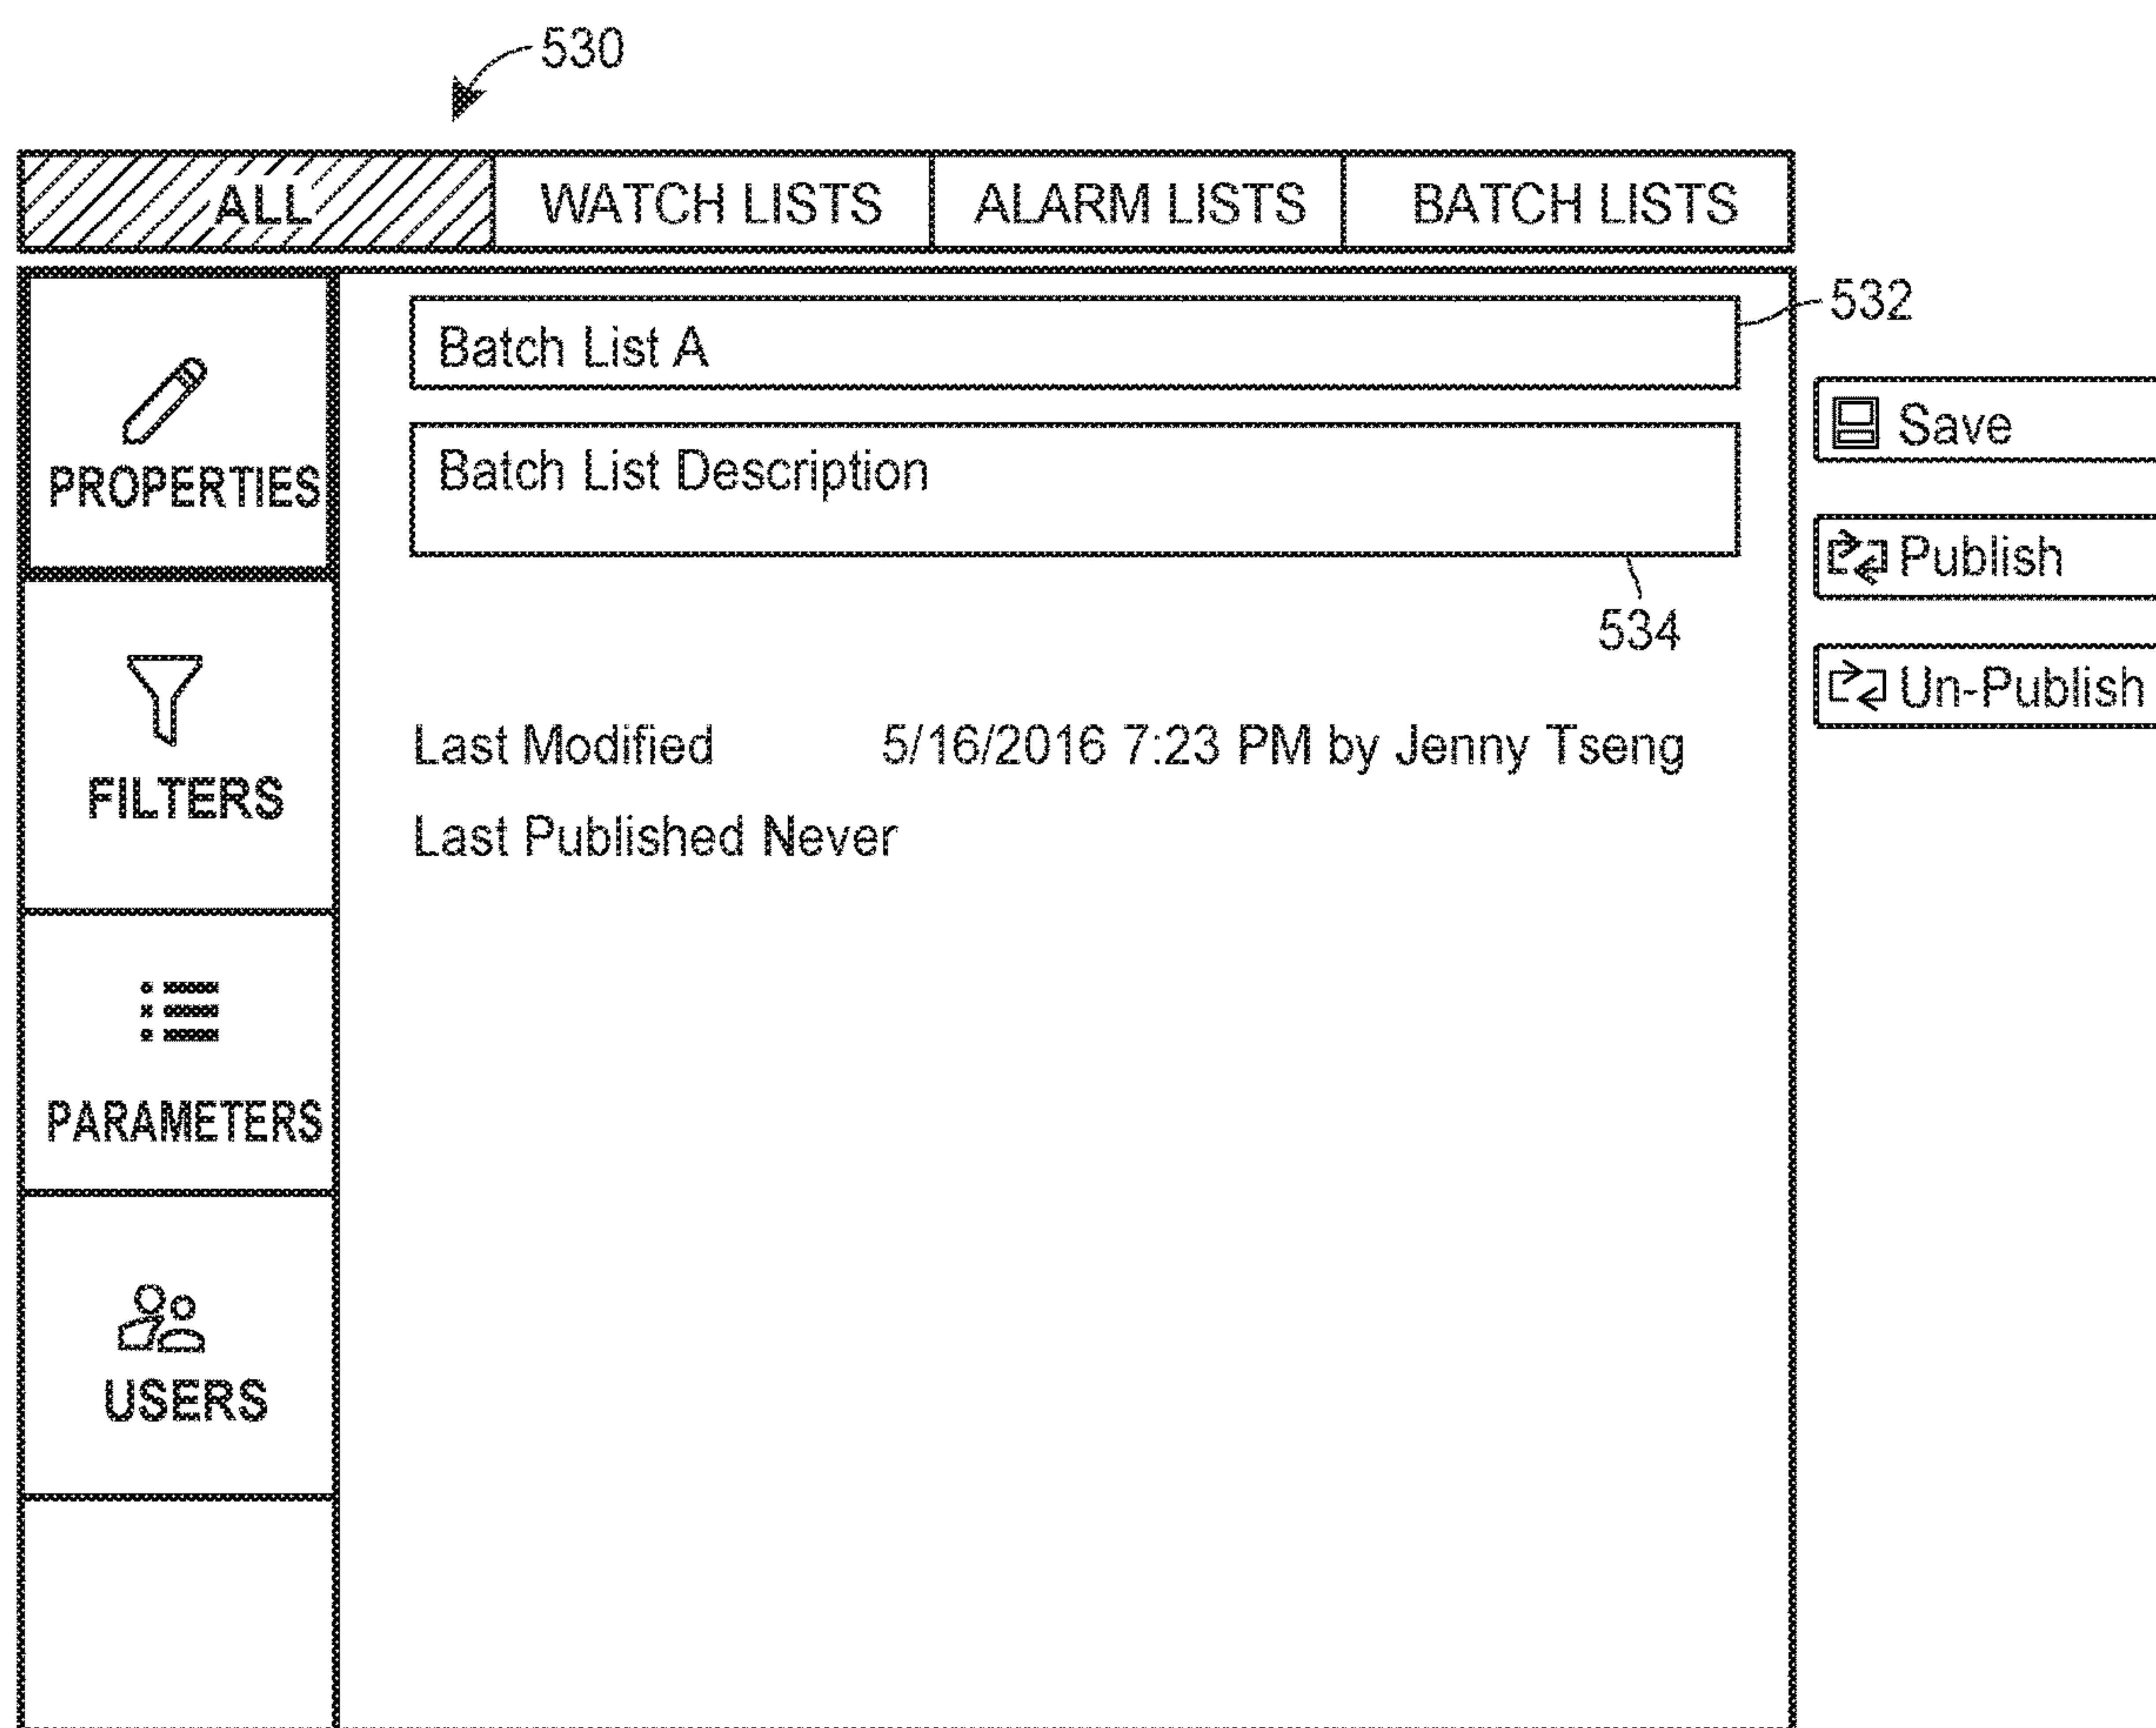 530
ALL WATCH LISTS ALARM LISTS BATCH LISTS
532
Batch List A
Save
Batch List Description
PROPERTIES
Publish
534
Un-Publish
Last Modified 5/16/2016 7:23 PM by Jenny Tseng
FILTERS
Last Published Never
PARAMETERS
USERS